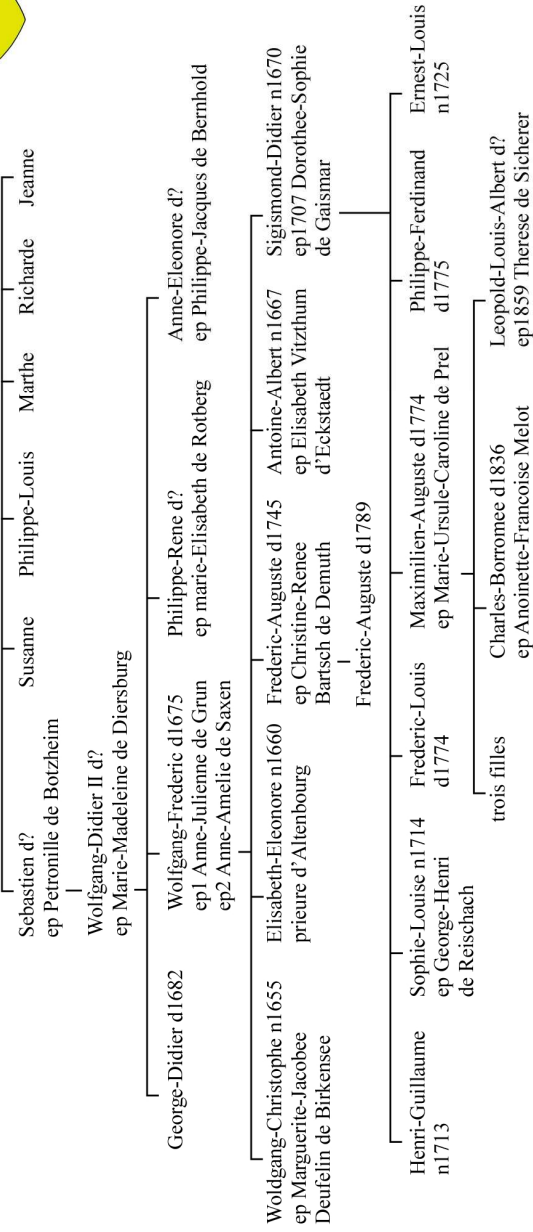 Sebastien d?
ep Petronille de Botzheim
Susanne
Philippe-Louis
Marthe
Richarde
Jeanne
Wolfgang-Didier II d?
ep Marie-Madeleine de Diersburg
George-Didier d1682
Wolfgang-Frederic d1675
ep1 Anne-Julienne de Grun
ep2 Anne-Amelie de Saxen
Philippe-Rene d?
ep marie-Elisabeth de Rotberg
Anne-Eleonore d?
ep Philippe-Jacques de Bernhold
Woldgang-Christophe n1655
ep Marguerite-Jacobee
Deufelin de Birkensee
Elisabeth-Eleonore n1660
prieure d'Altenbourg
Frederic-Auguste d1745
ep Christine-Renee
Bartsch de Demuth
Antoine-Albert n1667
ep Elisabeth Vitzthum
d'Eckstaedt
Sigismond-Didier n1670
ep1707 Dorothee-Sophie
de Gaismar
Frederic-Auguste d1789
Henri-Guillaume
n1713
Sophie-Louise n1714
ep George-Henri
de Reischach
Frederic-Louis
d1774
Maximilien-Auguste d1774
ep Marie-Ursule-Caroline de Prel
Philippe-Ferdinand
d1775
Ernest-Louis
n1725
trois filles
Charles-Borromee d1836
ep Anoinette-Francoise Melot
Leopold-Louis-Albert d?
ep1859 Therese de Sicherer